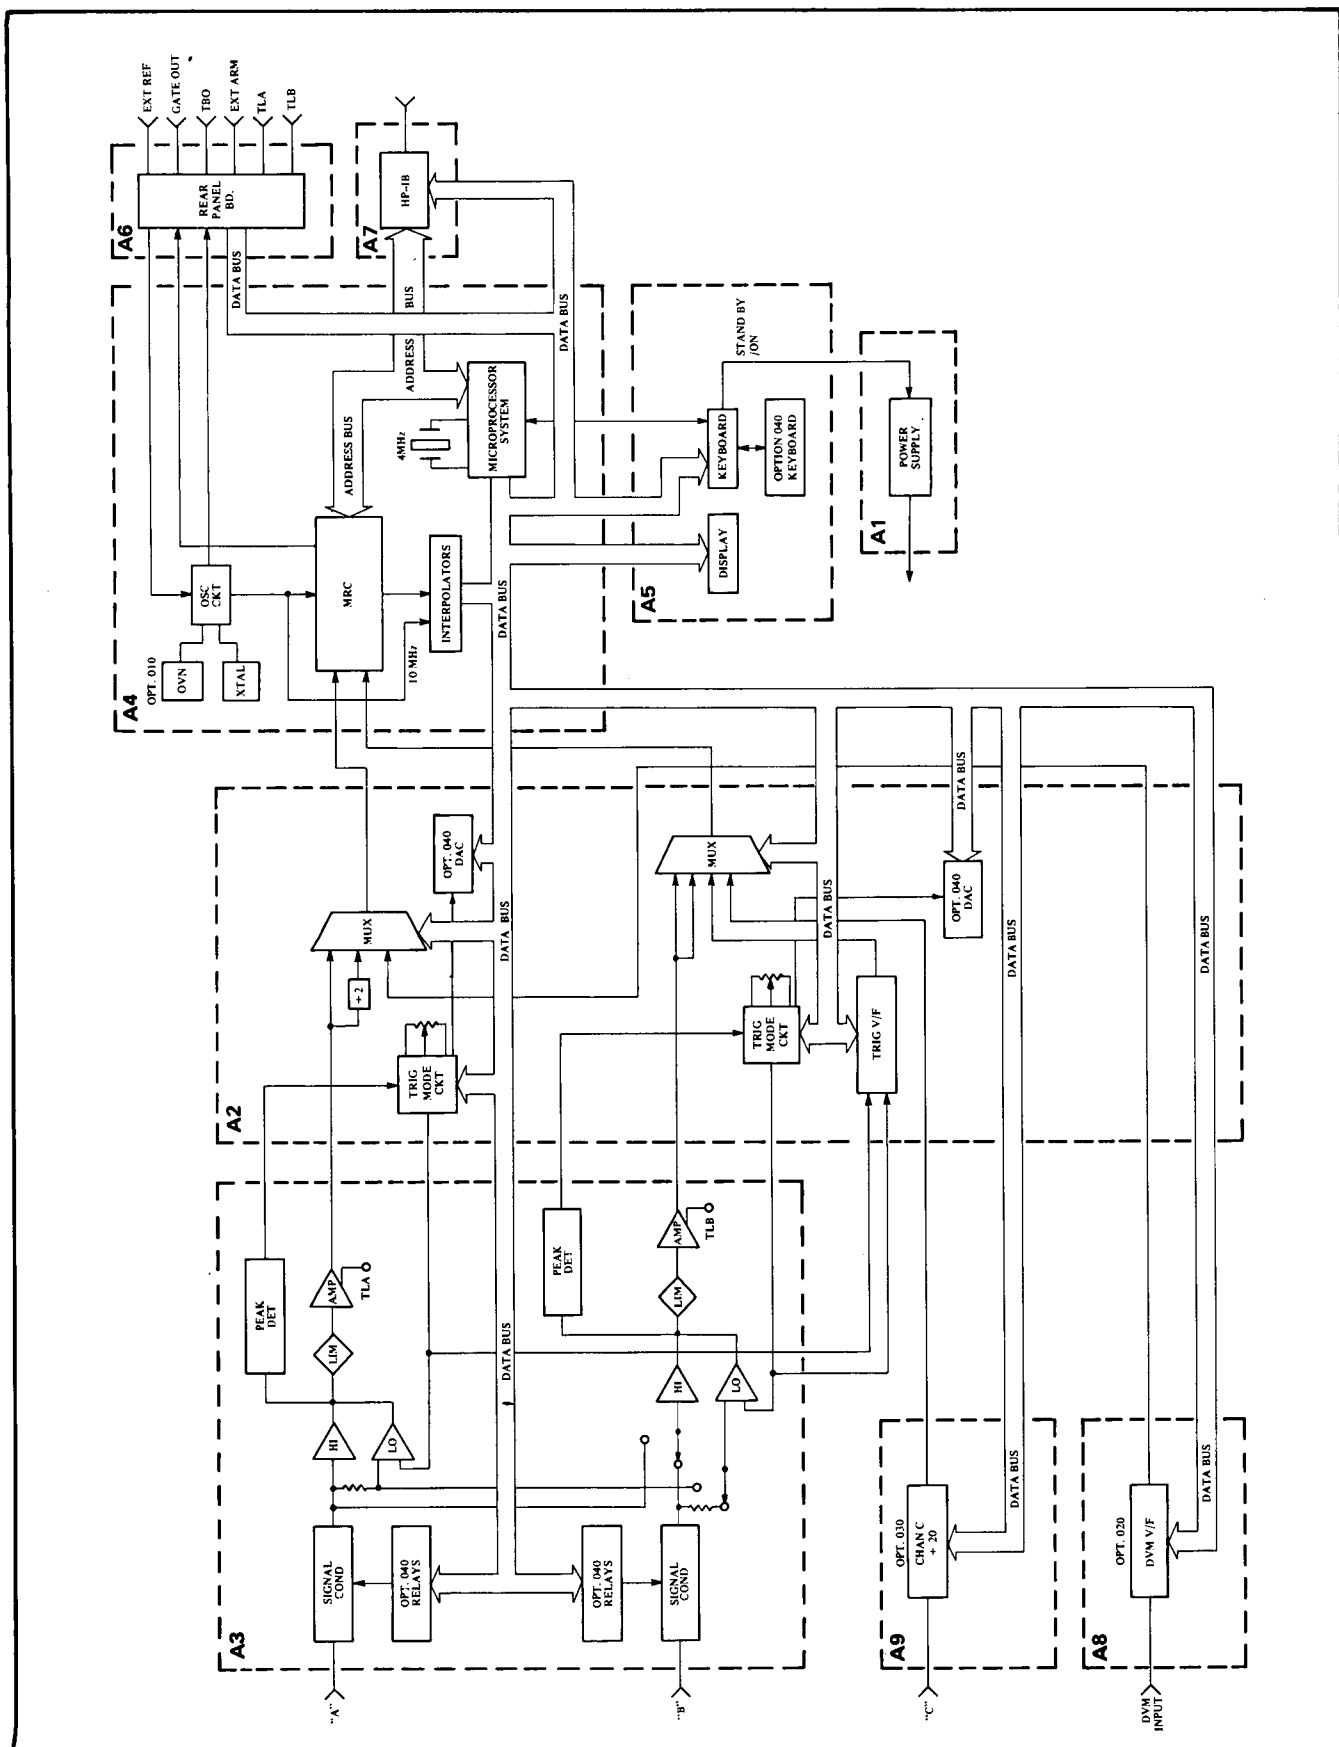 A3
"A"
SIGNAL
COND
OPT. 040
RELAYS
OPT. 040
RELAYS
"B"
SIGNAL
COND
HI
LO
LIM
AMP
TLA
PEAK
DET
DATA BUS
HI
LO
LIM
AMP
TLB
PEAK
DET
A2
TRIG
MODE
CKT
÷ 2
MUX
OPT. 040
DAC
DATA BUS
TRIG
MODE
CKT
TRIG V/F
MUX
DATA BUS
OPT. 040
DAC
DATA BUS
DATA BUS
DATA BUS
A9
"C"
OPT. 030
CHAN C
÷ 20
DATA BUS
A8
DVM
INPUT
OPT. 020
DVM V/F
DATA BUS
A4
OPT. 010
OVN
XTAL
OSC
CKT
MRC
10 MHz
INTERPOLATORS
DATA BUS
ADDRESS BUS
4MHz
MICROPROCESSOR
SYSTEM
ADDRESS
BUS
DATA BUS
DATA BUS
A6
REAR
PANEL
BD.
EXT REF
GATE OUT
TBO
EXT ARM
TLA
TLB
A7
HP-IB
A5
DISPLAY
KEYBOARD
OPTION 040
KEYBOARD
STAND BY
/ON
A1
POWER
SUPPLY